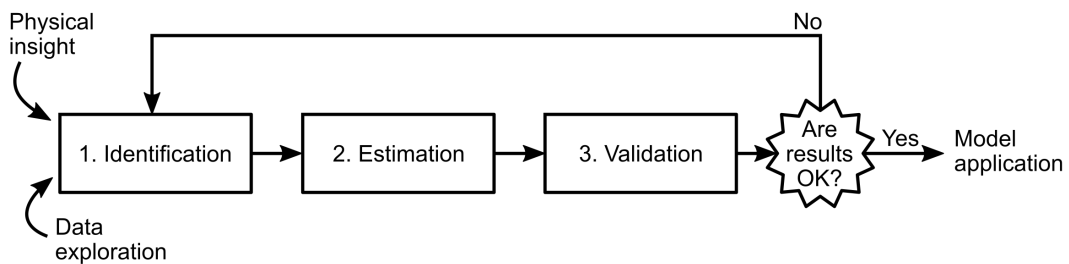 Physical
insight
No
1. Identification
2. Estimation
3. Validation
Are
results
OK?
Yes
Model
application
Data
exploration